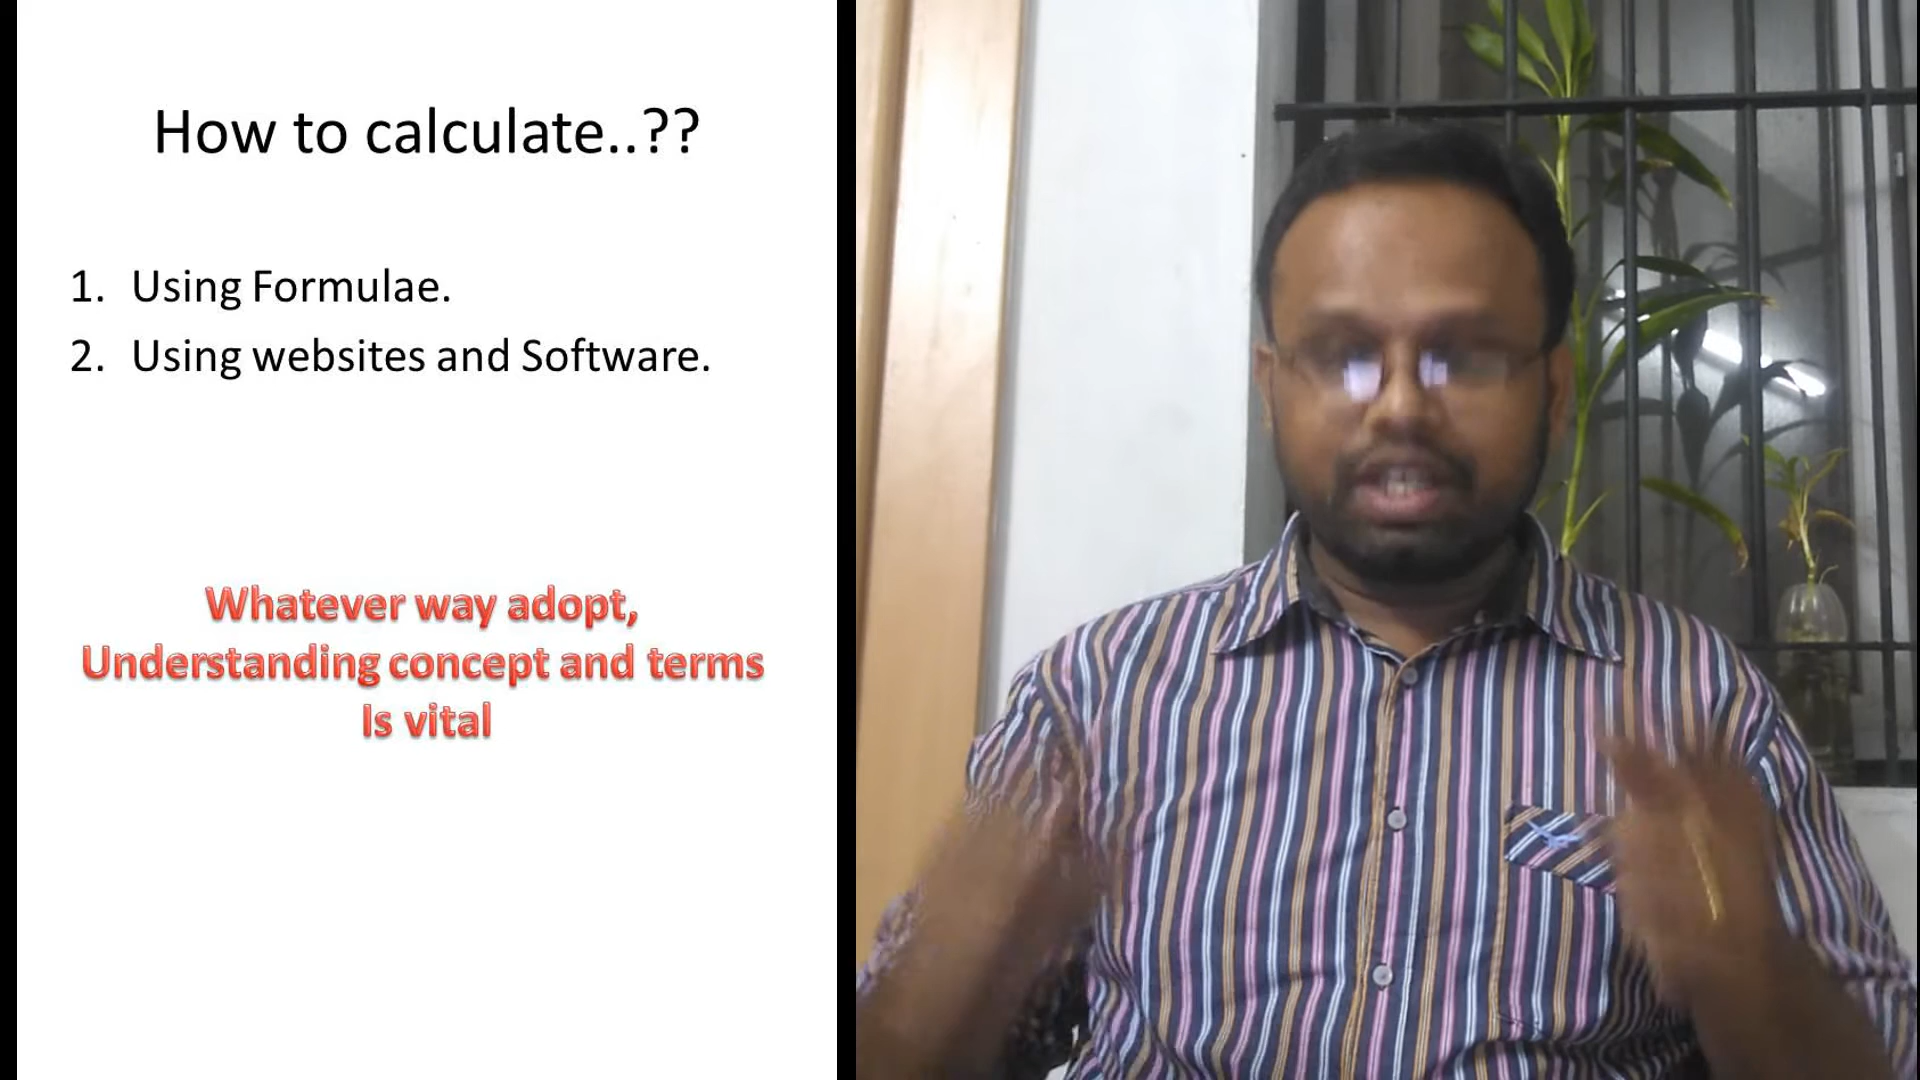 How to calculate..??
1. Using Formulae.
2. Using websites and Software.
Whatever way adopt,
Understanding concept and terms
Is vital